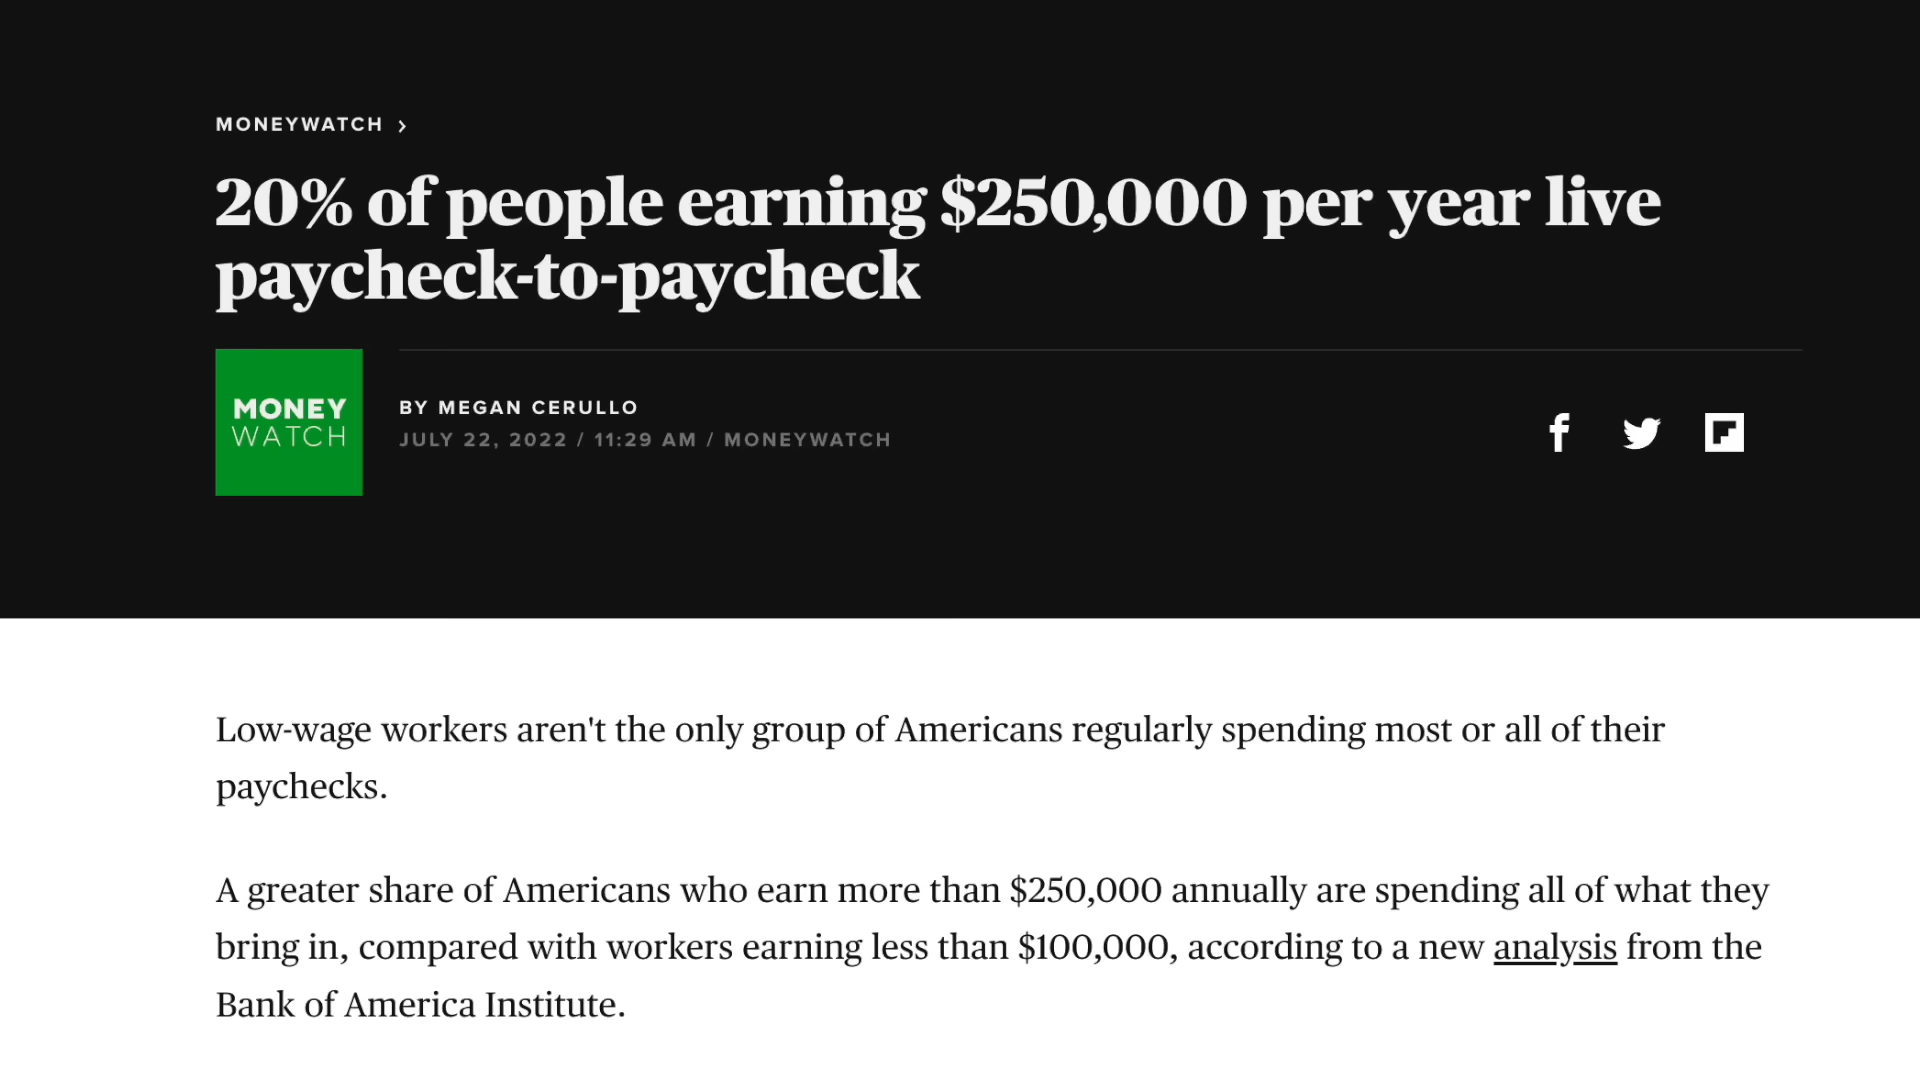 MONEYWATCH >
20% of people earning $250,000 per year live
paycheck-to-paycheck
MONEY
WATCH
BY MEGAN CERULLO
JULY 22, 2022 / 11:29 AM / MONEYWATCH
Low-wage workers aren't the only group of Americans regularly spending most or all of their
paychecks.
A greater share of Americans who earn more than $250,000 annually are spending all of what they
bring in, compared with workers earning less than $100,000, according to a new analysis from the
Bank of America Institute.